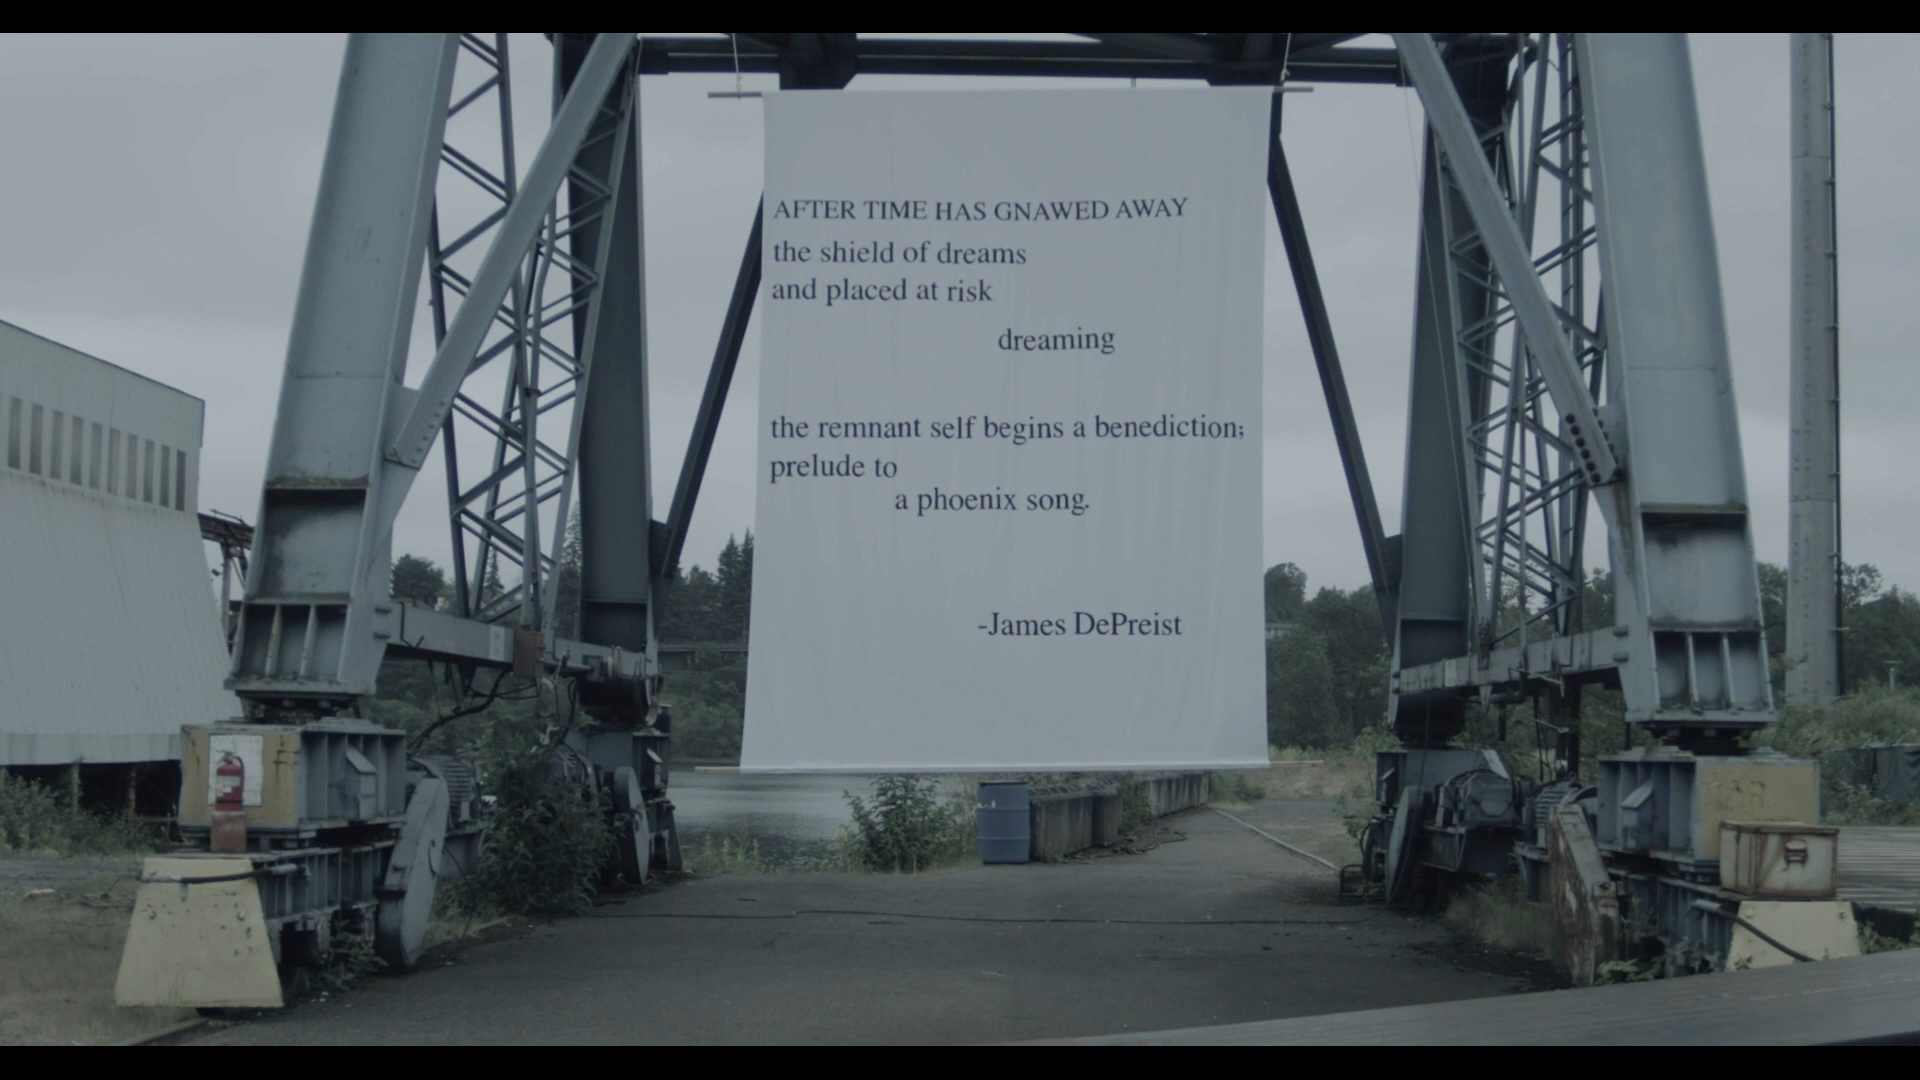 AFTER TIME HAS GNAWED AWAY
the shield of dreams
and placed at risk
dreaming
the remnant self begins a benediction;
prelude to
a phoenix song.
-James DePreist